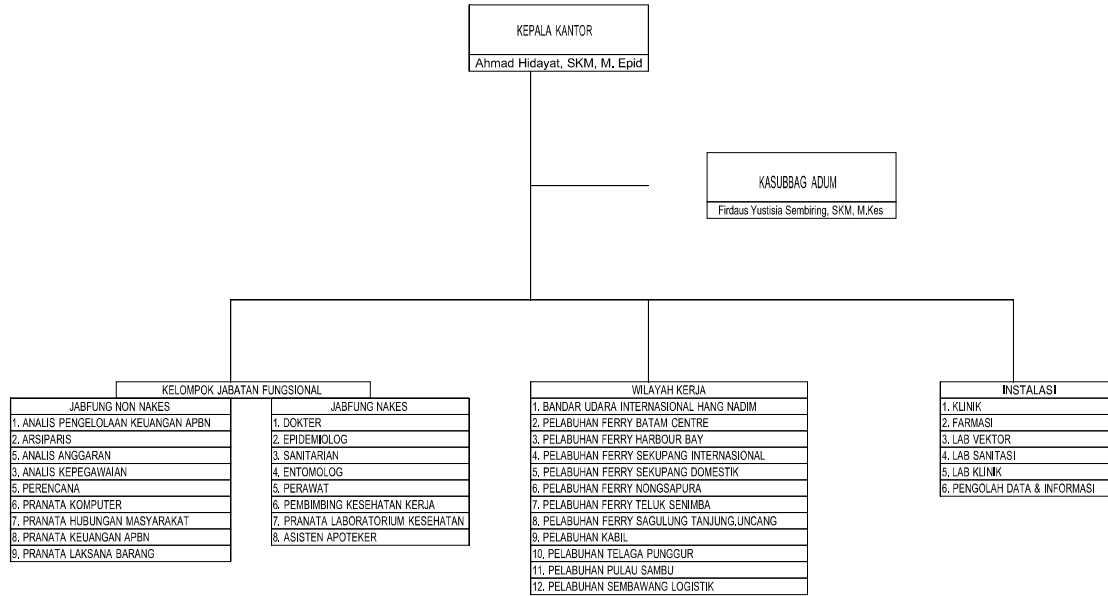 KEPALA KANTOR
Ahmad Hidayat, SKM, M. Epid
KASUBBAG ADUM
Firdaus Yustisia Sembiring, SKM, M.Kes
KELOMPOK JABATAN FUNGSIONAL
JABFUNG NON NAKES
1. ANALIS PENGELOLAAN KEUANGAN APBN
2. ARSIPARIS
5. ANALIS ANGGARAN
3. ANALIS KEPEGAWAIAN
5. PERENCANA
6. PRANATA KOMPUTER
7. PRANATA HUBUNGAN MASYARAKAT
8. PRANATA KEUANGAN APBN
9. PRANATA LAKSANA BARANG
JABFUNG NAKES
1. DOKTER
2. EPIDEMIOLOG
3. SANITARIAN
4. ENTOMOLOG
5. PERAWAT
6. PEMBIMBING KESEHATAN KERJA
7. PRANATA LABORATORIUM KESEHATAN
8. ASISTEN APOTEKER
WILAYAH KERJA
1. BANDAR UDARA INTERNASIONAL HANG NADIM
2. PELABUHAN FERRY BATAM CENTRE
3. PELABUHAN FERRY HARBOUR BAY
4. PELABUHAN FERRY SEKUPANG INTERNASIONAL
5. PELABUHAN FERRY SEKUPANG DOMESTIK
6. PELABUHAN FERRY NONGSAPURA
7. PELABUHAN FERRY TELUK SENIMBA
8. PELABUHAN FERRY SAGULUNG TANJUNG,UNCANG
9. PELABUHAN KABIL
10. PELABUHAN TELAGA PUNGGUR
11. PELABUHAN PULAU SAMBU
12. PELABUHAN SEMBAWANG LOGISTIK
INSTALASI
1. KLINIK
2. FARMASI
3. LAB VEKTOR
4. LAB SANITASI
5. LAB KLINIK
6. PENGOLAH DATA & INFORMASI